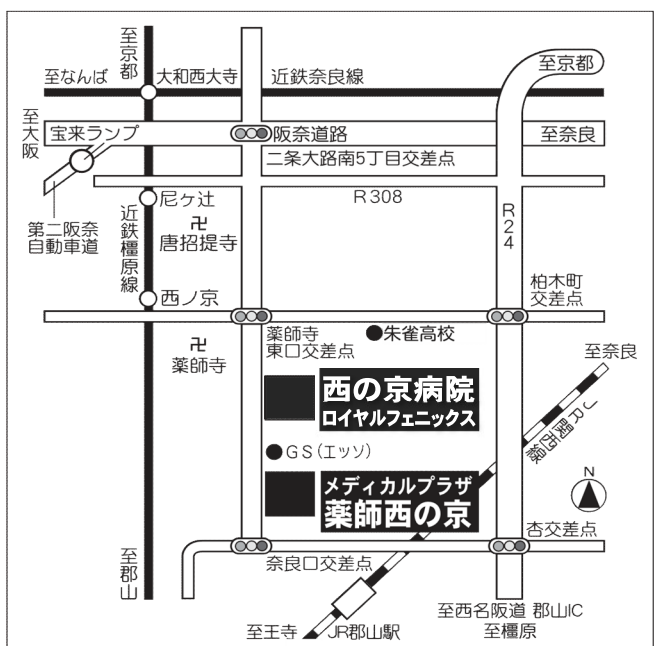 至京都
至なんば
大和西大寺
近鉄奈良線
至京都
至大阪
宝来ランプ
阪奈道路
至奈良
二条大路南5丁目交差点
R308
尼ヶ辻
R24
第二阪奈
自動車道
近鉄橿原線
卍
唐招提寺
柏木町
交差点
西ノ京
薬師寺
東口交差点
朱雀高校
卍
薬師寺
至奈良
西の京病院
ロイヤルフェニックス
JR関西線
GS(エッソ)
メディカルプラザ
薬師西の京
N
杏交差点
奈良口交差点
至郡山
至西名阪道 郡山IC
至橿原
至王寺
JR郡山駅